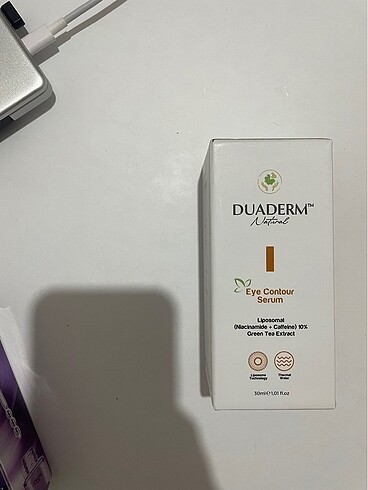 DUADERM™
Natural
Eye Contour
Serum
Liposomal
(Niacinamide + Caffeine) 10%
Green Tea Extract
Liposome
Technology
Thermal
Water
30ml℮1,01 fl.oz